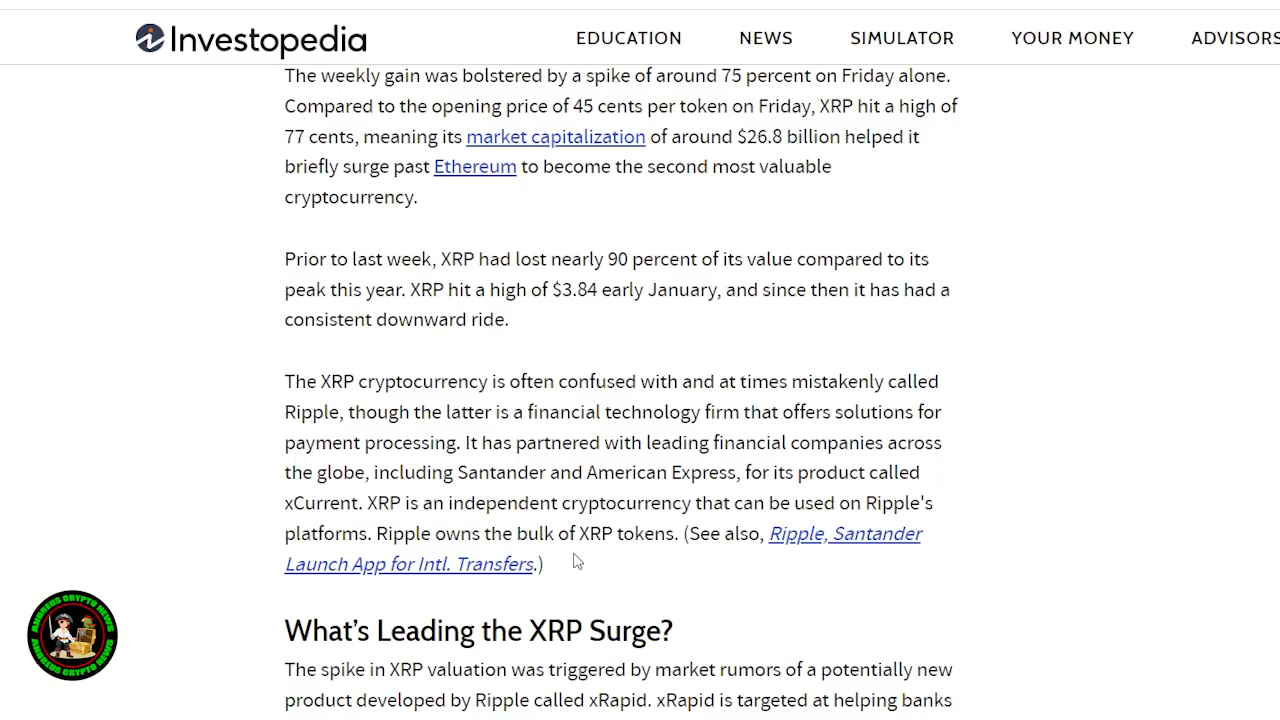 Investopedia
EDUCATION NEWS SIMULATOR YOUR MONEY ADVISORS
The weekly gain was bolstered by a spike of around 75 percent on Friday alone.
Compared to the opening price of 45 cents per token on Friday, XRP hit a high of
77 cents, meaning its market capitalization of around $26.8 billion helped it
briefly surge past Ethereum to become the second most valuable
cryptocurrency.
Prior to last week, XRP had lost nearly 90 percent of its value compared to its
peak this year. XRP hit a high of $3.84 early January, and since then it has had a
consistent downward ride.
The XRP cryptocurrency is often confused with and at times mistakenly called
Ripple, though the latter is a financial technology firm that offers solutions for
payment processing. It has partnered with leading financial companies across
the globe, including Santander and American Express, for its product called
xCurrent. XRP is an independent cryptocurrency that can be used on Ripple's
platforms. Ripple owns the bulk of XRP tokens. (See also, Ripple, Santander
Launch App for Intl. Transfers.)
What's Leading the XRP Surge?
The spike in XRP valuation was triggered by market rumors of a potentially new
product developed by Ripple called xRapid. xRapid is targeted at helping banks
ANDREUS CRYPTO NEWS
ANDREUS CRYPTO NEWS